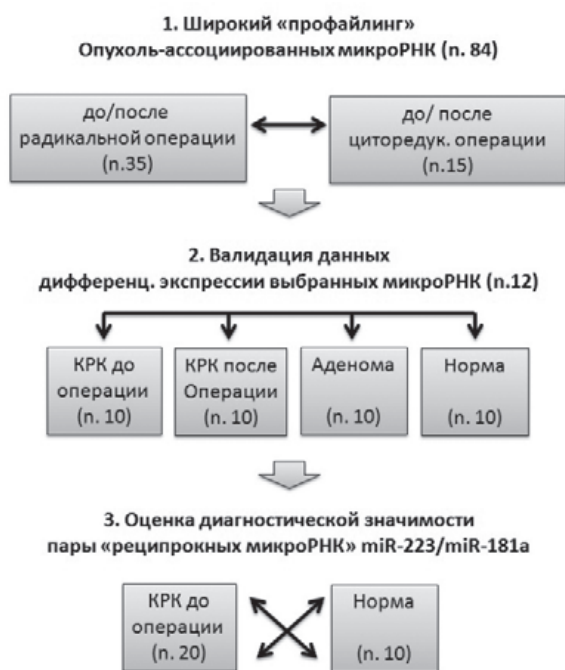 1. Широкий «профайлинг»
Опухоль-ассоциированных микроРНК (n. 84)
до/после
радикальной операции
(n.35)
до/ после
циторедук. операции
(n.15)
2. Валидация данных
дифференц. экспрессии выбранных микроРНК (n.12)
КРК до
операции
(n. 10)
КРК после
Операции
(n. 10)
Аденома
(n. 10)
Норма
(n. 10)
3. Оценка диагностической значимости
пары «реципрокных микроРНК» miR-223/miR-181a
КРК до
операции
(n. 20)
Норма
(n. 10)